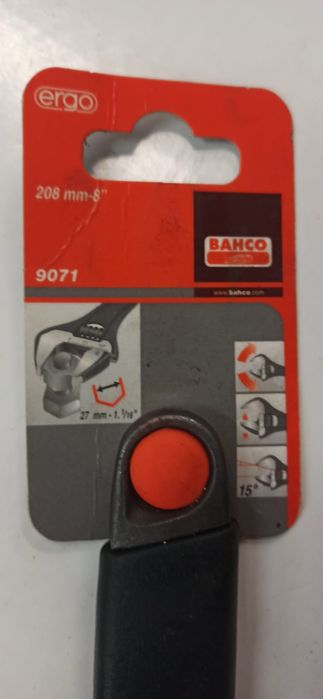 ergo
208 mm-8"
BAHCO
www.bahco.com
9071
27 mm - 1. 1/16"
15°